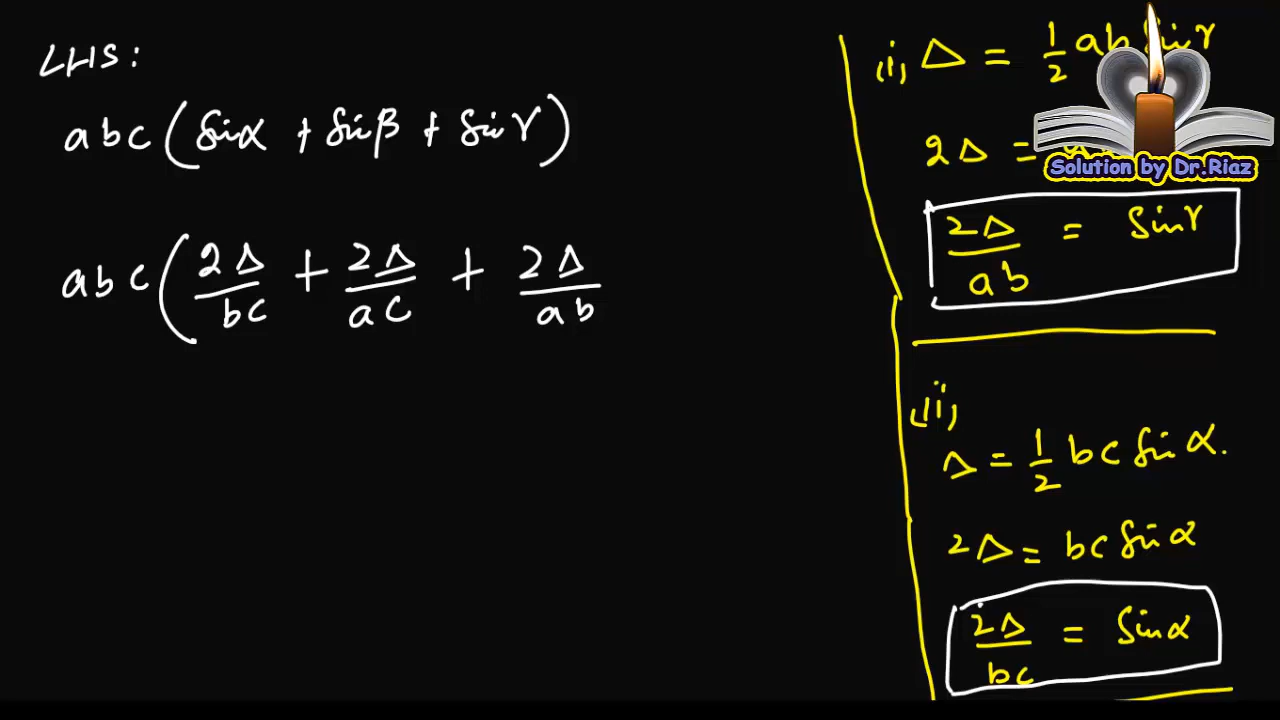 LHS:
abc(Sinα + Sinβ + Sinγ)
abc(2Δ/bc + 2Δ/ac + 2Δ/ab
(i) Δ = 1/2 ab Sinγ
2Δ =
Solution by Dr.Riaz
2Δ/ab = Sinγ
(ii)
Δ = 1/2 bc Sinα.
2Δ = bc Sinα
2Δ/bc = Sinα